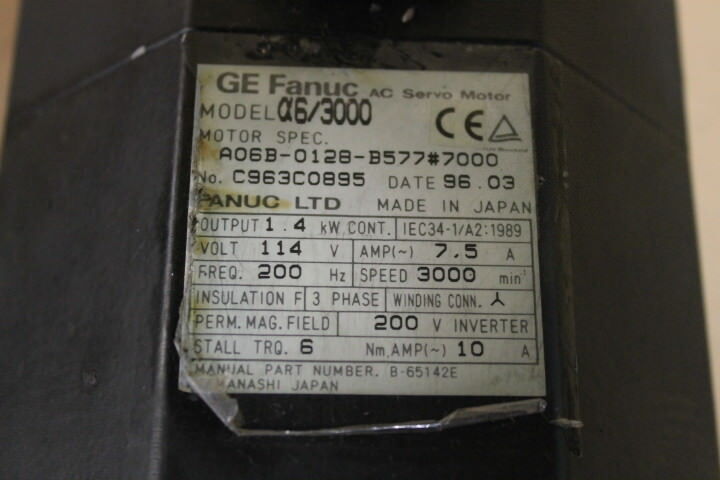 GE Fanuc AC Servo Motor
MODEL α6/3000
CE
MOTOR SPEC.
A06B-0128-B577#7000
No. C963C0895 DATE 96.03
FANUC LTD MADE IN JAPAN
OUTPUT 1.4 kW, CONT. IEC34-1/A2:1989
VOLT 114 V AMP(~) 7.5 A
FREQ. 200 Hz SPEED 3000 min⁻¹
INSULATION F 3 PHASE WINDING CONN. 人
PERM. MAG. FIELD 200 V INVERTER
STALL TRQ. 6 Nm, AMP(~) 10 A
MANUAL PART NUMBER. B-65142E
YAMANASHI JAPAN